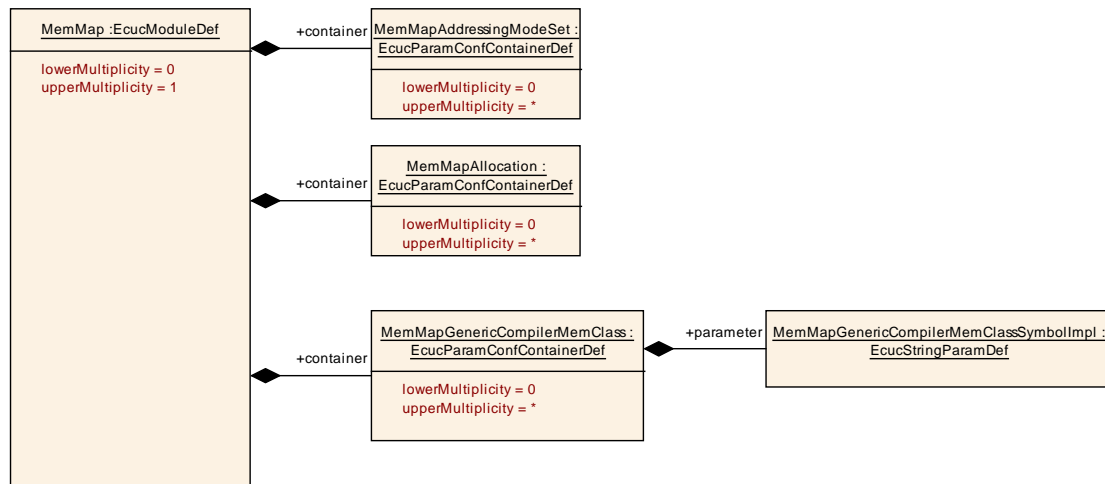 MemMap :EcucModuleDef
lowerMultiplicity = 0
upperMultiplicity = 1
+container
MemMapAddressingModeSet :
EcucParamConfContainerDef
lowerMultiplicity = 0
upperMultiplicity = *
+container
MemMapAllocation :
EcucParamConfContainerDef
lowerMultiplicity = 0
upperMultiplicity = *
+container
MemMapGenericCompilerMemClass :
EcucParamConfContainerDef
lowerMultiplicity = 0
upperMultiplicity = *
+parameter
MemMapGenericCompilerMemClassSymbolImpl :
EcucStringParamDef